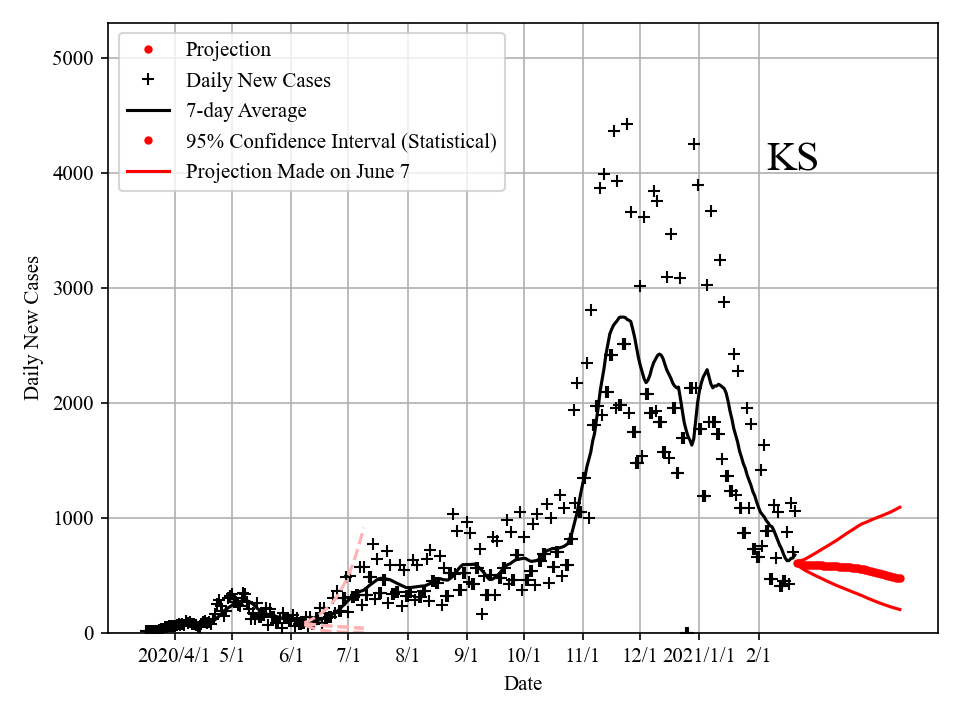 5000
4000
3000
2000
1000
0
Daily New Cases
Projection
Daily New Cases
7-day Average
95% Confidence Interval (Statistical)
Projection Made on June 7
KS
2020/4/1 5/1 6/1 7/1 8/1 9/1 10/1 11/1 12/1 2021/1/1 2/1
Date